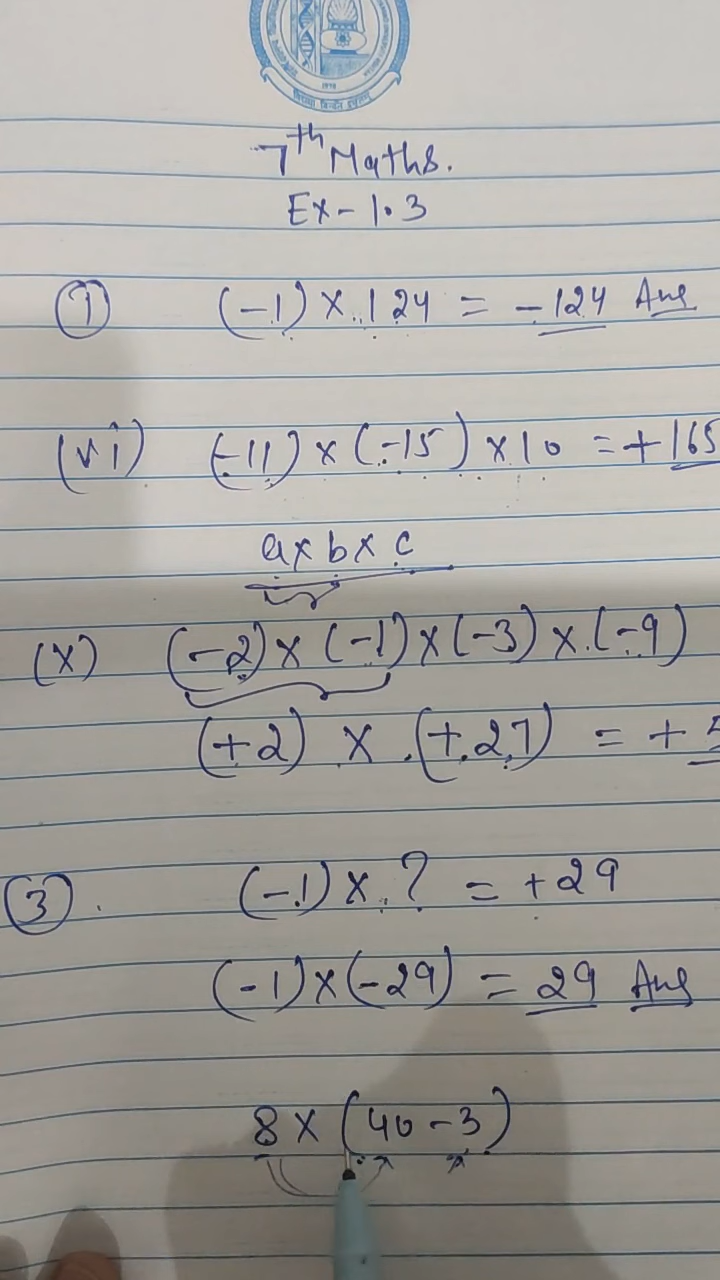 7th Maths.
Ex-1.3
① (-1) × 124 = -124 Ans
(vi) (-11) × (-15) × 10 = +165
a × b × c
(x) (-2) × (-1) × (-3) × (-9)
(+2) × (+27) = +
③. (-1) × ? = +29
(-1) × (-29) = 29 Ans
8 × (40 - 3)